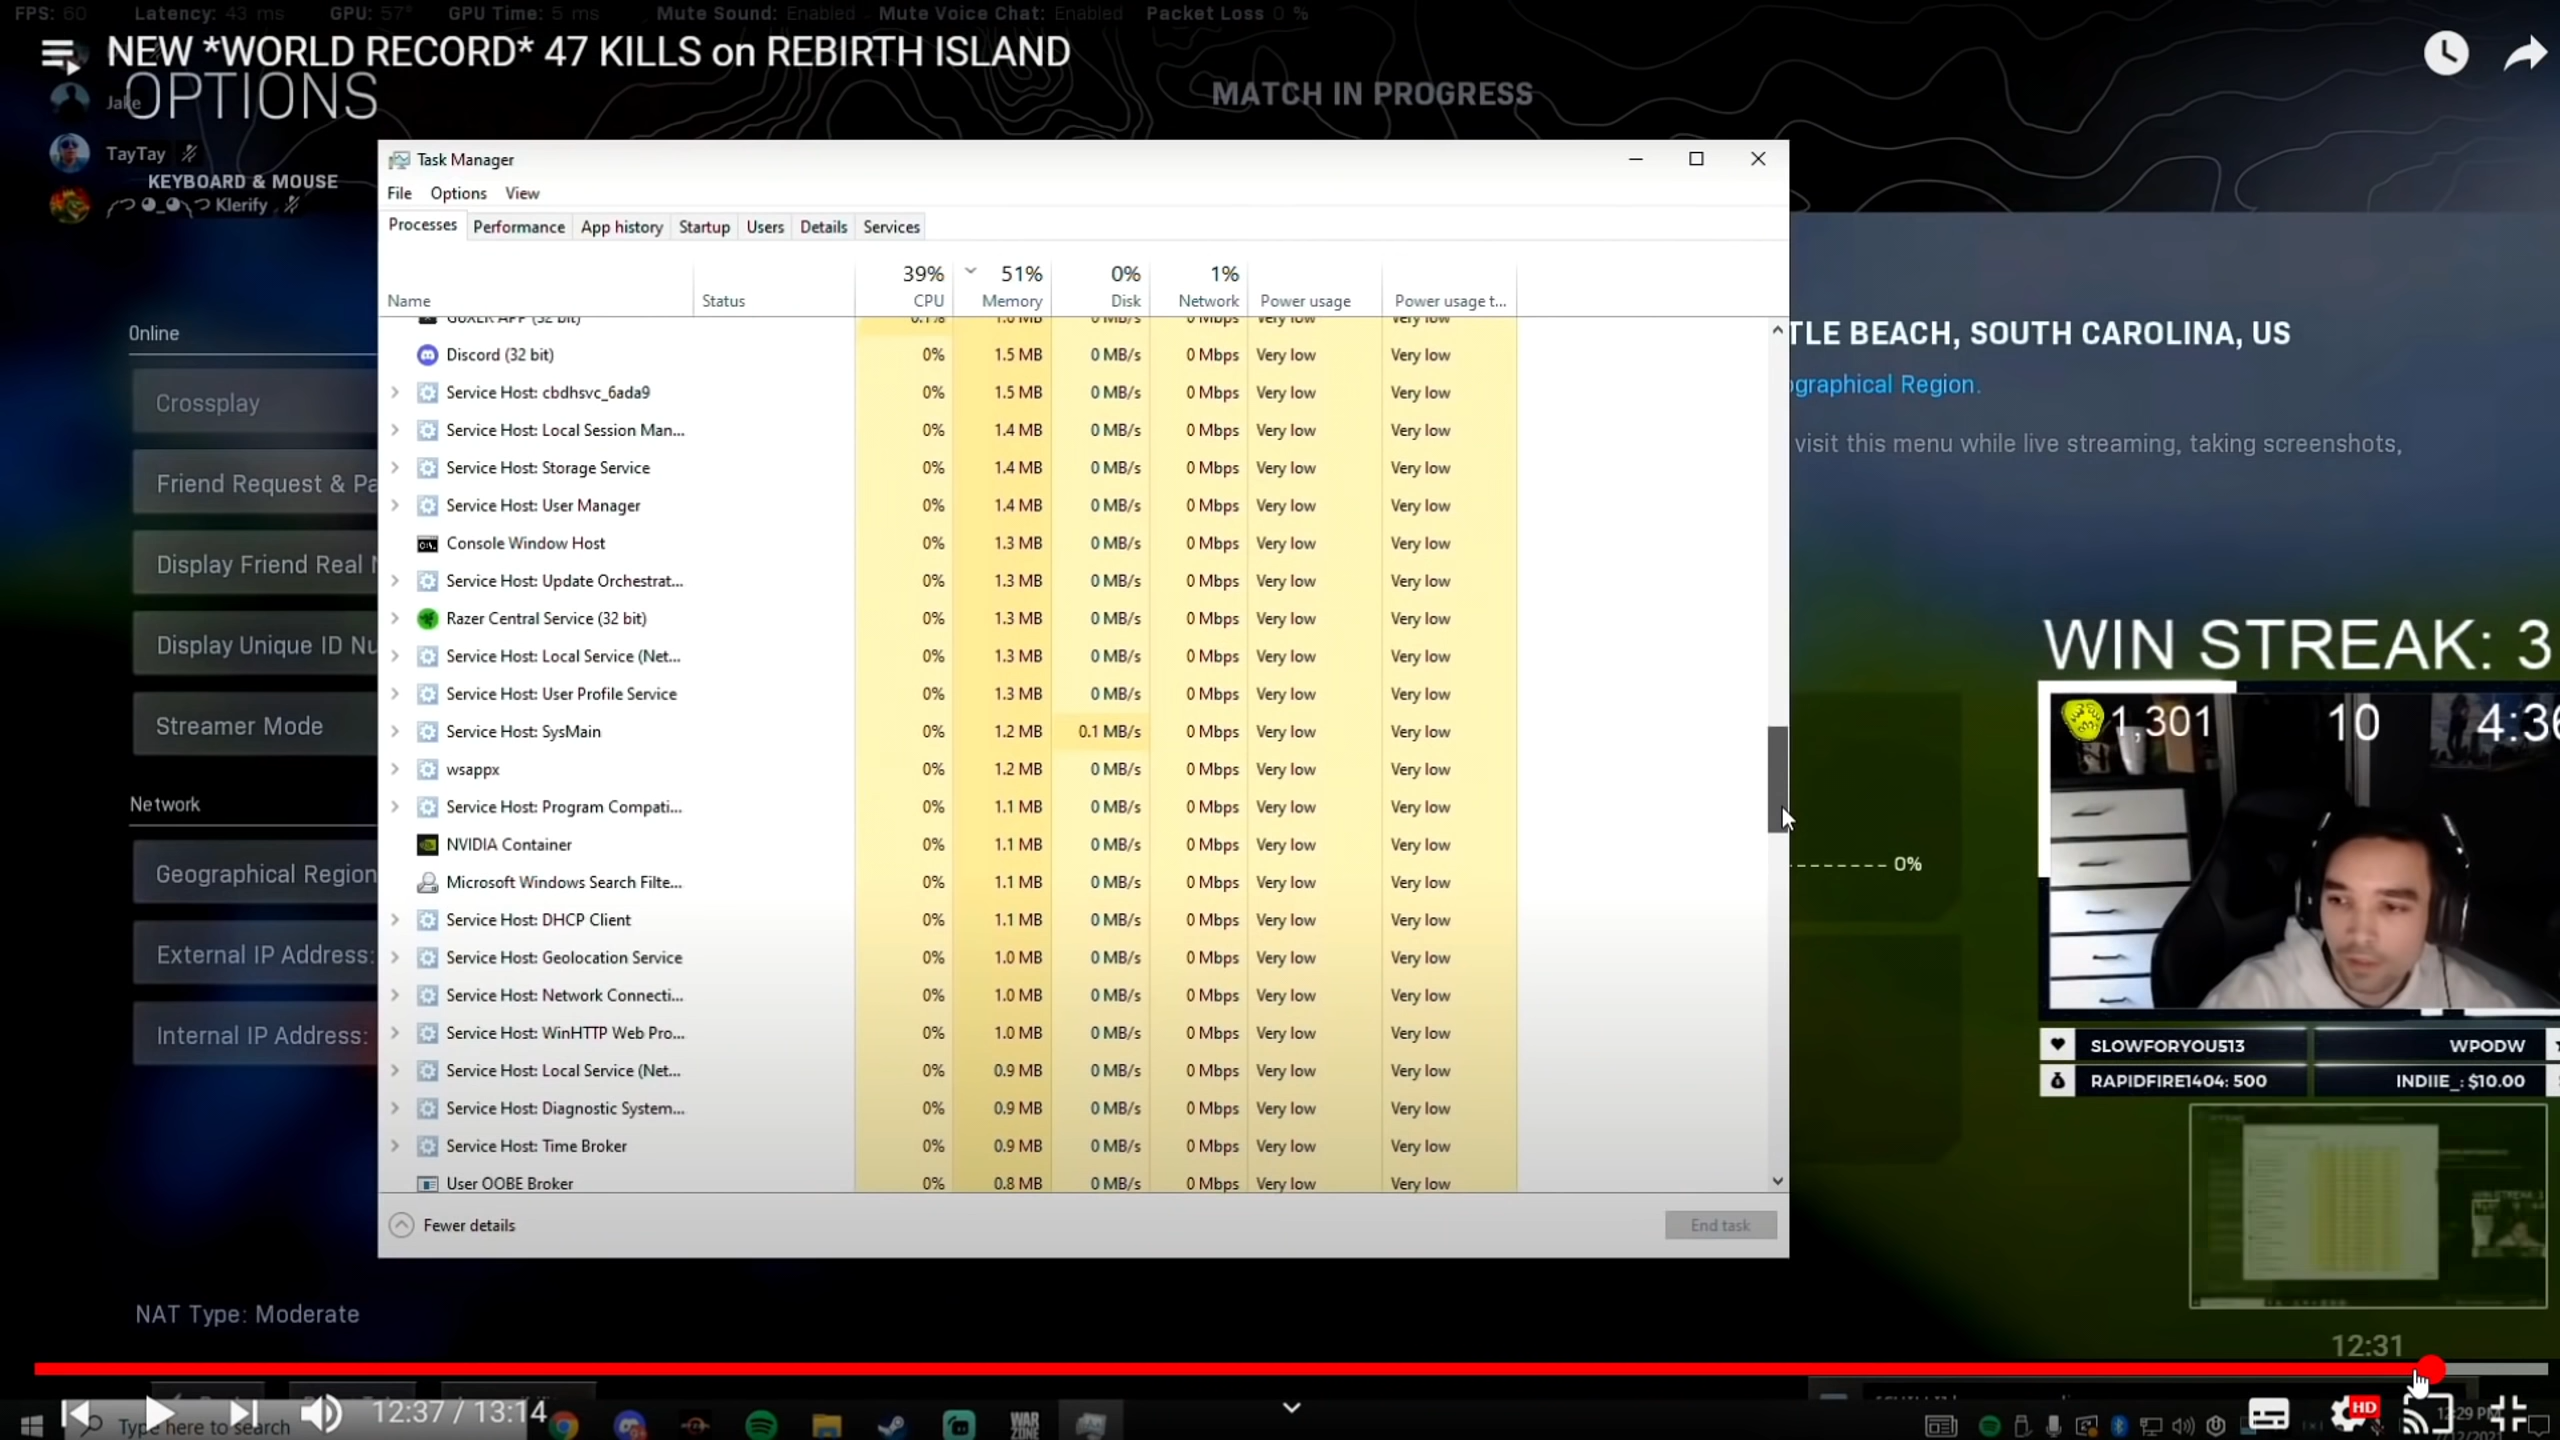 FPS: 60 Latency: 43 ms GPU: 57° GPU Time: 5 ms Mute Sound: Enabled Mute Voice Chat: Enabled Packet Loss 0 %
NEW *WORLD RECORD* 47 KILLS on REBIRTH ISLAND
OPTIONS
MATCH IN PROGRESS
Jake
TayTay
KEYBOARD & MOUSE
Klerify
Task Manager
File Options View
Processes Performance App history Startup Users Details Services
39% 51% 0% 1%
Name Status CPU Memory Disk Network Power usage Power usage t...
Discord (32 bit) 0% 1.5 MB 0 MB/s 0 Mbps Very low Very low
Service Host: cbdhsvc_6ada9 0% 1.5 MB 0 MB/s 0 Mbps Very low Very low
Service Host: Local Session Man... 0% 1.4 MB 0 MB/s 0 Mbps Very low Very low
Service Host: Storage Service 0% 1.4 MB 0 MB/s 0 Mbps Very low Very low
Service Host: User Manager 0% 1.4 MB 0 MB/s 0 Mbps Very low Very low
Console Window Host 0% 1.3 MB 0 MB/s 0 Mbps Very low Very low
Service Host: Update Orchestrat... 0% 1.3 MB 0 MB/s 0 Mbps Very low Very low
Razer Central Service (32 bit) 0% 1.3 MB 0 MB/s 0 Mbps Very low Very low
Service Host: Local Service (Net... 0% 1.3 MB 0 MB/s 0 Mbps Very low Very low
Service Host: User Profile Service 0% 1.3 MB 0 MB/s 0 Mbps Very low Very low
Service Host: SysMain 0% 1.2 MB 0.1 MB/s 0 Mbps Very low Very low
wsappx 0% 1.2 MB 0 MB/s 0 Mbps Very low Very low
Service Host: Program Compati... 0% 1.1 MB 0 MB/s 0 Mbps Very low Very low
NVIDIA Container 0% 1.1 MB 0 MB/s 0 Mbps Very low Very low
Microsoft Windows Search Filte... 0% 1.1 MB 0 MB/s 0 Mbps Very low Very low
Service Host: DHCP Client 0% 1.1 MB 0 MB/s 0 Mbps Very low Very low
Service Host: Geolocation Service 0% 1.0 MB 0 MB/s 0 Mbps Very low Very low
Service Host: Network Connecti... 0% 1.0 MB 0 MB/s 0 Mbps Very low Very low
Service Host: WinHTTP Web Pro... 0% 1.0 MB 0 MB/s 0 Mbps Very low Very low
Service Host: Local Service (Net... 0% 0.9 MB 0 MB/s 0 Mbps Very low Very low
Service Host: Diagnostic System... 0% 0.9 MB 0 MB/s 0 Mbps Very low Very low
Service Host: Time Broker 0% 0.9 MB 0 MB/s 0 Mbps Very low Very low
User OOBE Broker 0% 0.8 MB 0 MB/s 0 Mbps Very low Very low
Fewer details End task
Online
Crossplay
Friend Request & Pa
Display Friend Real N
Display Unique ID Nu
Streamer Mode
Network
Geographical Region
External IP Address:
Internal IP Address:
NAT Type: Moderate
TLE BEACH, SOUTH CAROLINA, US
ographical Region.
visit this menu while live streaming, taking screenshots,
0%
WIN STREAK: 3
1,301 10 4:36
SLOWFORYOU513 WPODW
RAPIDFIRE1404: 500 INDIIE_: $10.00
12:31
12:37 / 13:14
Type here to search
WAR ZONE
HD